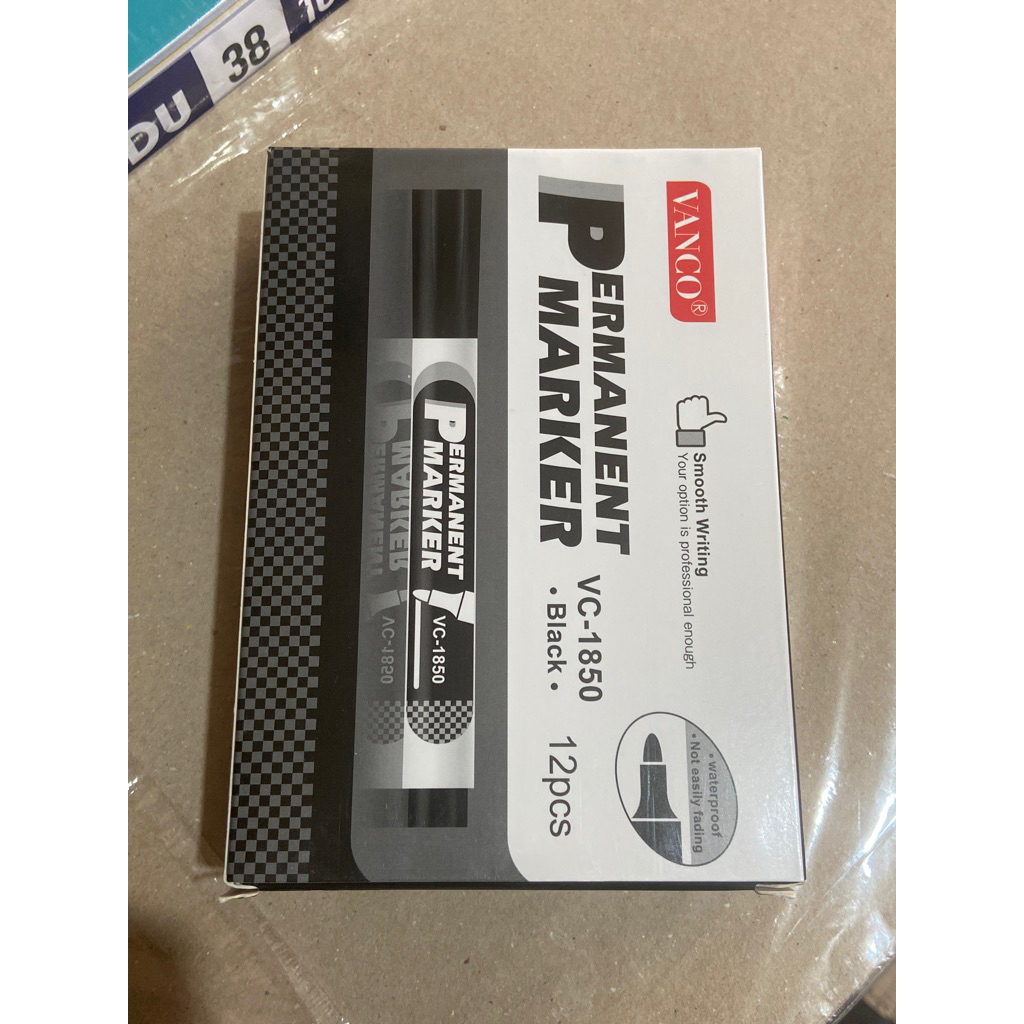 DU 38
VANCO®
Smooth Writing
Your option is professional enough
PERMANENT
MARKER
VC-1850
•Black•
12pcs
•waterproof
•Not easily fading
PERMANENT
MARKER
VC-1850